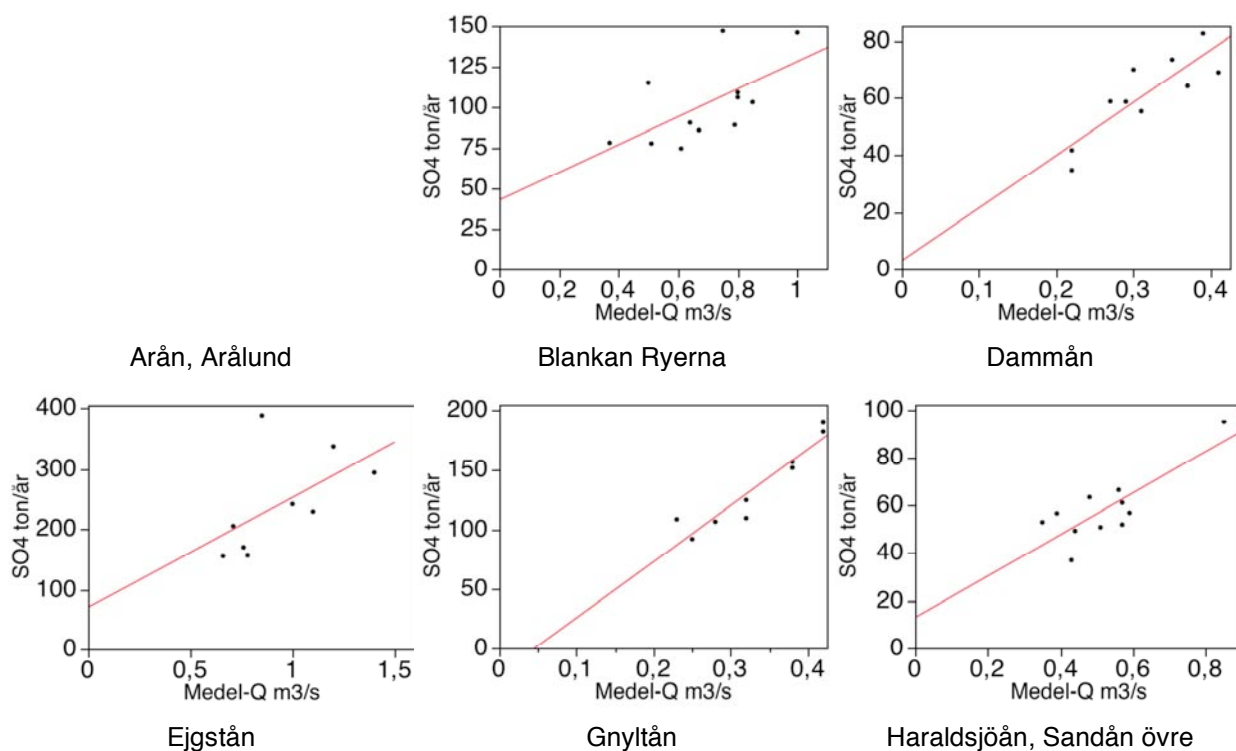 150
125
100
75
50
25
0
SO4 ton/år
0 0,2 0,4 0,6 0,8 1
Medel-Q m3/s
80
60
40
20
0
SO4 ton/år
0 0,1 0,2 0,3 0,4
Medel-Q m3/s
Arån, Arålund
Blankan Ryerna
Dammån
400
300
200
100
0
SO4 ton/år
0 0,5 1 1,5
Medel-Q m3/s
200
150
100
50
0
SO4 ton/år
0 0,1 0,2 0,3 0,4
Medel-Q m3/s
100
80
60
40
20
0
SO4 ton/år
0 0,2 0,4 0,6 0,8
Medel-Q m3/s
Ejgstån
Gnyltån
Haraldsjöån, Sandån övre